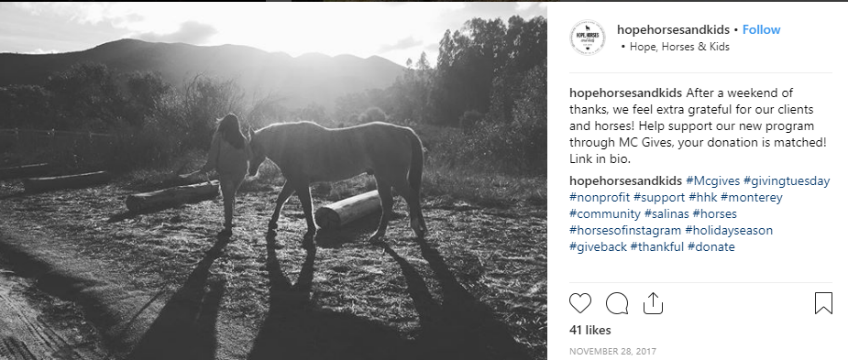 hopehorsesandkids • Follow
• Hope, Horses & Kids
hopehorsesandkids After a weekend of
thanks, we feel extra grateful for our clients
and horses! Help support our new program
through MC Gives, your donation is matched!
Link in bio.
hopehorsesandkids #Mcgives #givingtuesday
#nonprofit #support #hhk #monterey
#community #salinas #horses
#horsesofinstagram #holidayseason
#giveback #thankful #donate
41 likes
NOVEMBER 28, 2017